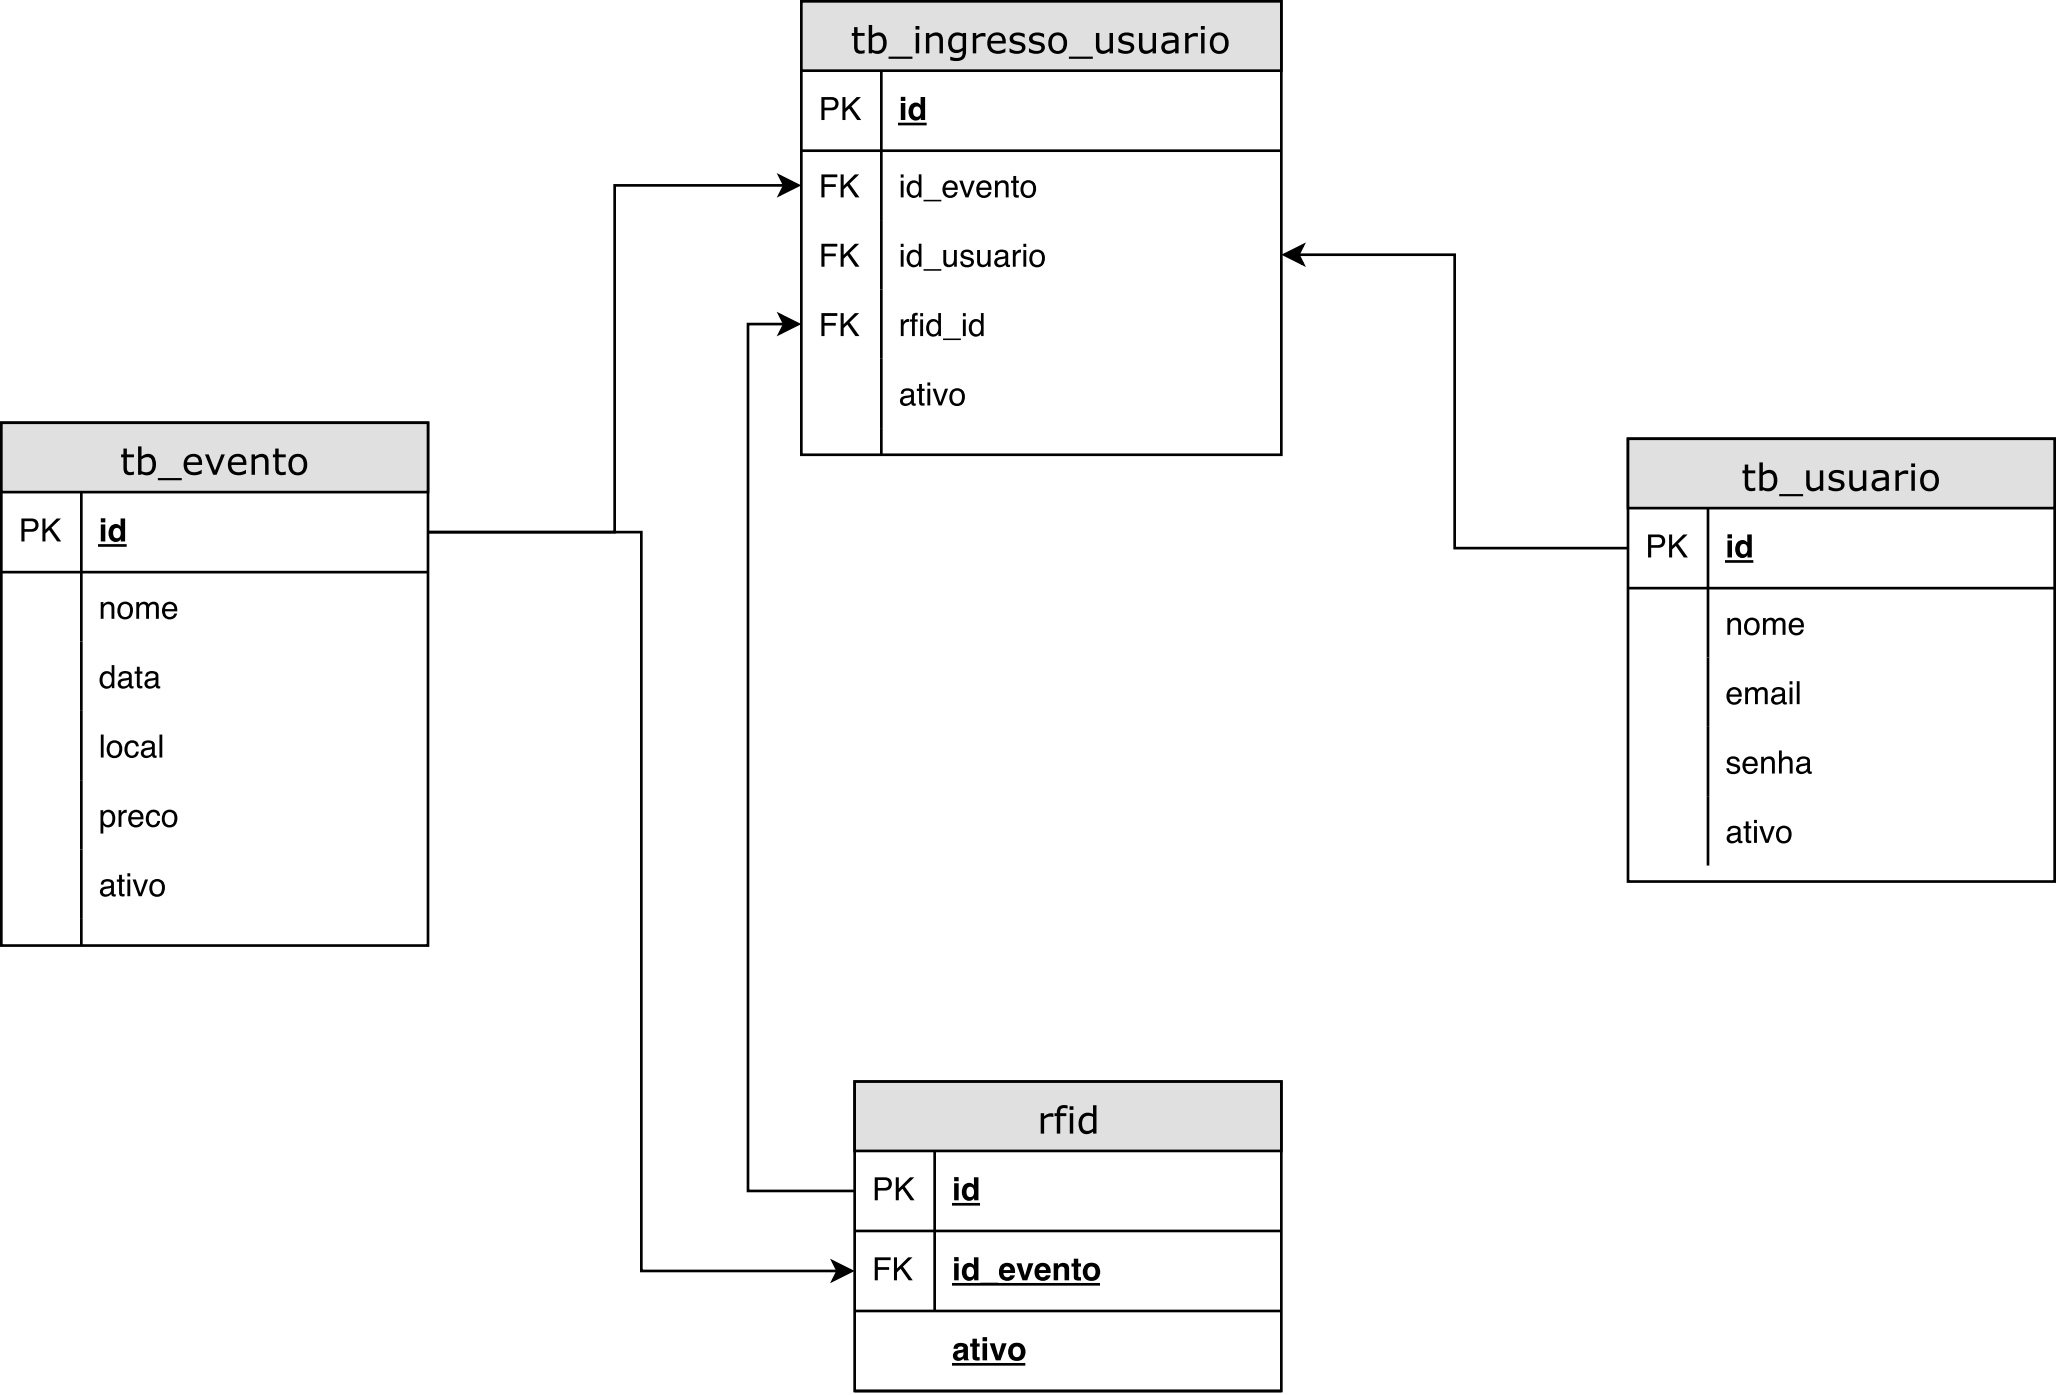 tb_ingresso_usuario
PK id
FK id_evento
FK id_usuario
FK rfid_id
ativo
tb_evento
PK id
nome
data
local
preco
ativo
tb_usuario
PK id
nome
email
senha
ativo
rfid
PK id
FK id_evento
ativo